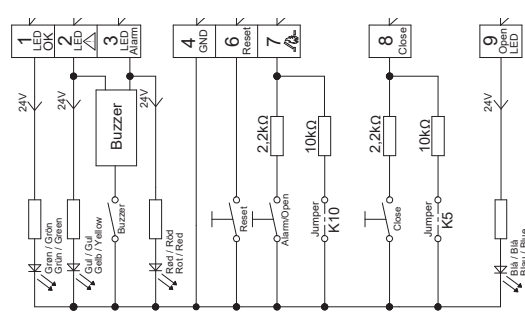 1
LED
OK
2
LED
3
LED
Alarm
4
GND
6
Reset
7
8
Close
9
Open
LED
24V
24V
24V
24V
Buzzer
2,2kΩ
10kΩ
2,2kΩ
10kΩ
Grøn / Grön
Grün / Green
Gul / Gul
Gelb / Yellow
Buzzer
Rød / Röd
Rot / Red
Reset
Alarm/Open
Jumper
K10
Close
Jumper
K5
Blå / Blå
Blau / Blue